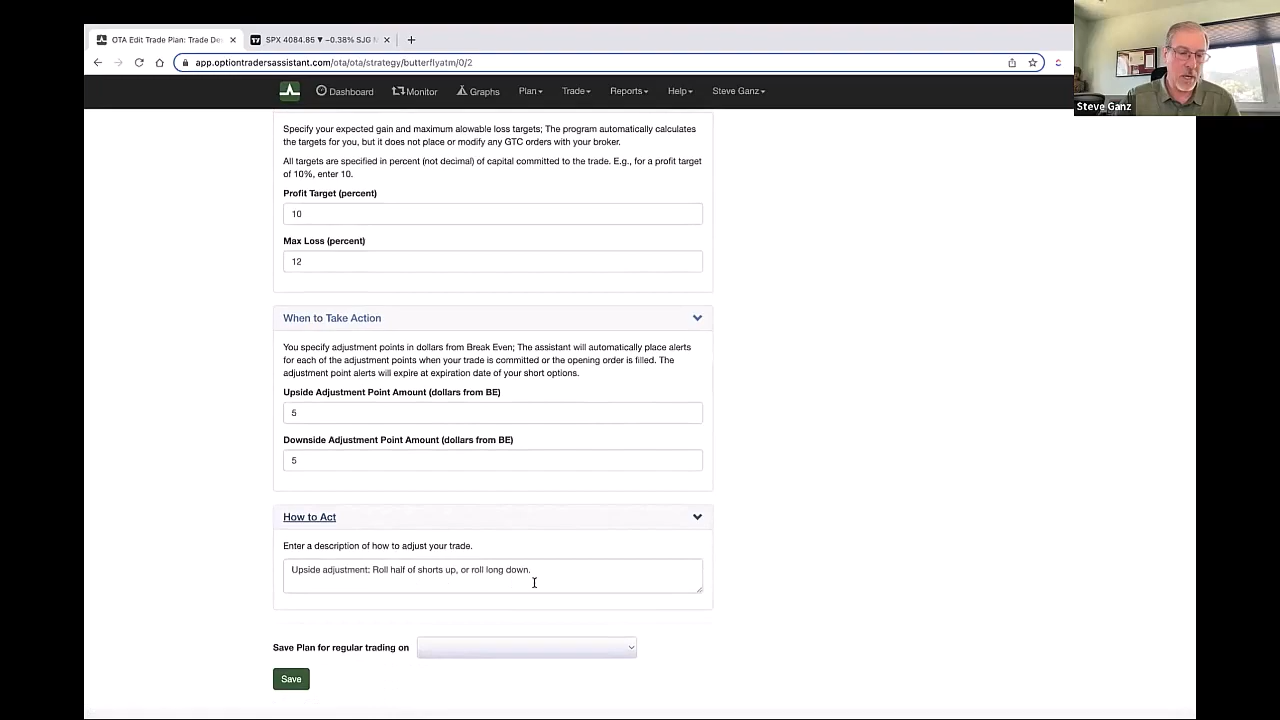 OTA Edit Trade Plan: Trade De
SPX 4084.85 ▼ −0.38% SJG
app.optiontradersassistant.com/ota/ota/strategy/butterflyatm/0/2
Steve Ganz
Dashboard Monitor Graphs Plan Trade Reports Help Steve Ganz
Specify your expected gain and maximum alowable loss targets; The program automatically calculates
the targets for you, but it does not place or modify any GTC orders with your broker.
All targets are specified in percent (not decimal) of capital committed to the trade. E.g., for a profit target
of 10%, enter 10.
Profit Target (percent)
10
Max Loss (percent)
12
When to Take Action
You specify adjustment points in dollars from Break Even; The assistant will automatically place alerts
for each of the adjustment points when your trade is committed or the opening order is filled. The
adjustment point alerts will expire at expiration date of your short options.
Upside Adjustment Point Amount (dollars from BE)
5
Downside Adjustment Point Amount (dollars from BE)
5
How to Act
Enter a description of how to adjust your trade.
Upside adjustment: Roll half of shorts up, or roll long down.
Save Plan for regular trading on
Save